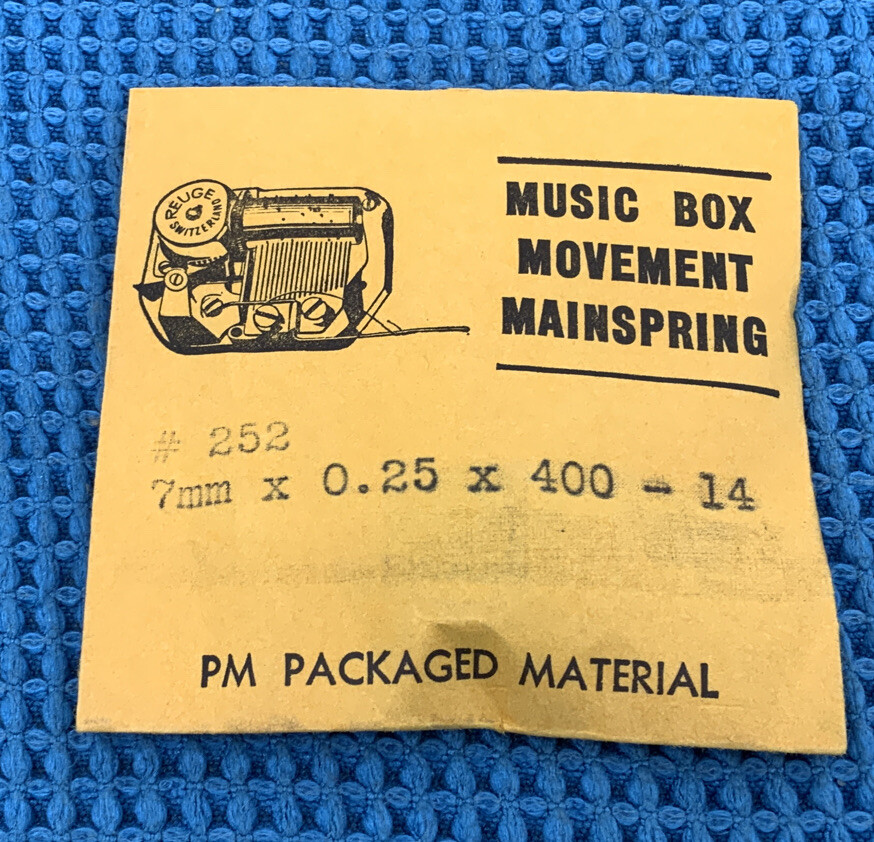 REUGE
SWITZERLAND
MUSIC BOX
MOVEMENT
MAINSPRING
# 252
7mm x 0.25 x 400 - 14
PM PACKAGED MATERIAL